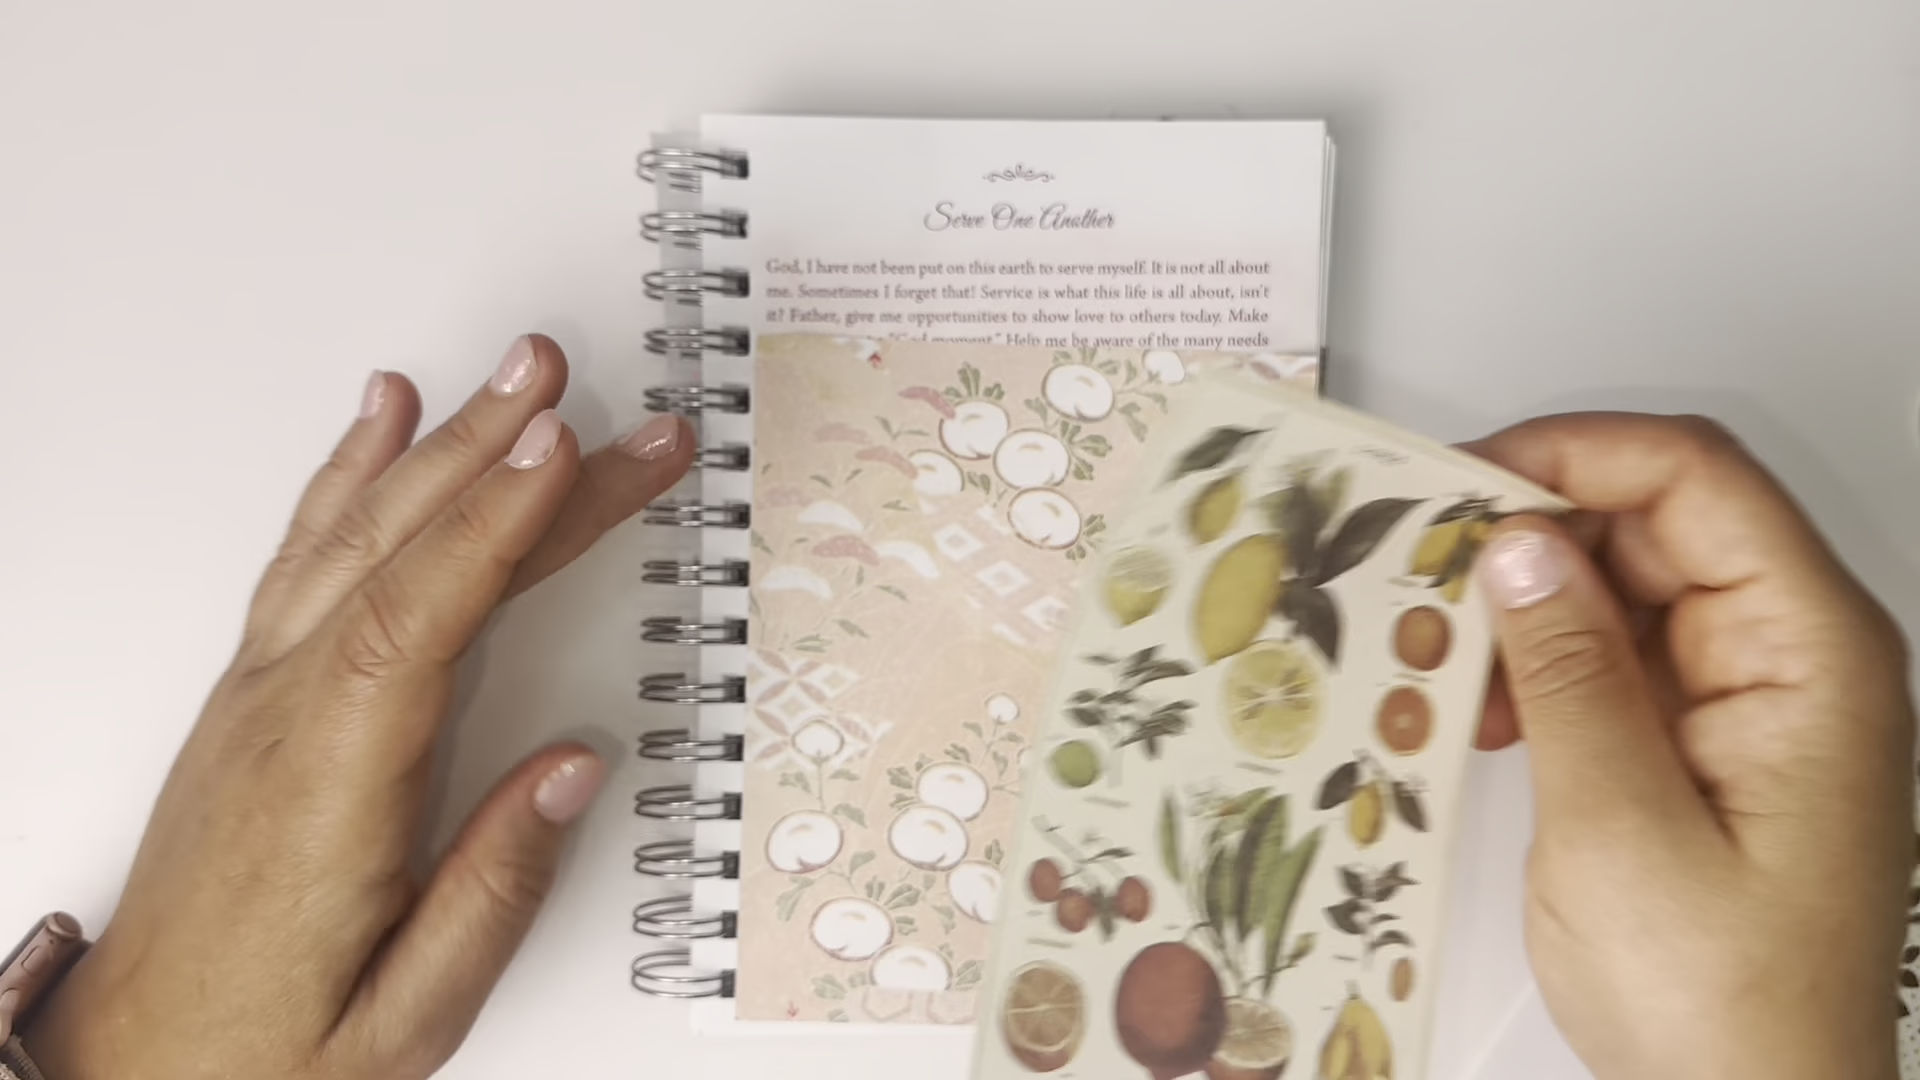 Serve One Another
God, I have not been put on this earth to serve myself. It is not all about
me. Sometimes I forget that! Service is what this life is all about, isn't
it? Father, give me opportunities to show love to others today. Make
"God moment." Help me be aware of the many needs